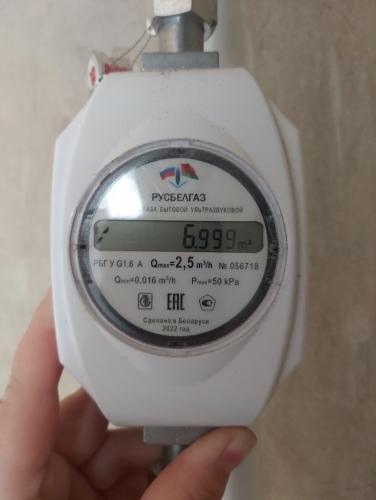 РУСБЕЛГАЗ
ГАЗА БЫТОВОЙ УЛЬТРАЗВУКОВОЙ
6.999 m³
РБГ У G1,6 А Qmax=2,5 m³/h № 056718
Qmin=0,016 m³/h Pmax=50 kPa
EAC
Сделано в Беларуси
2022 год